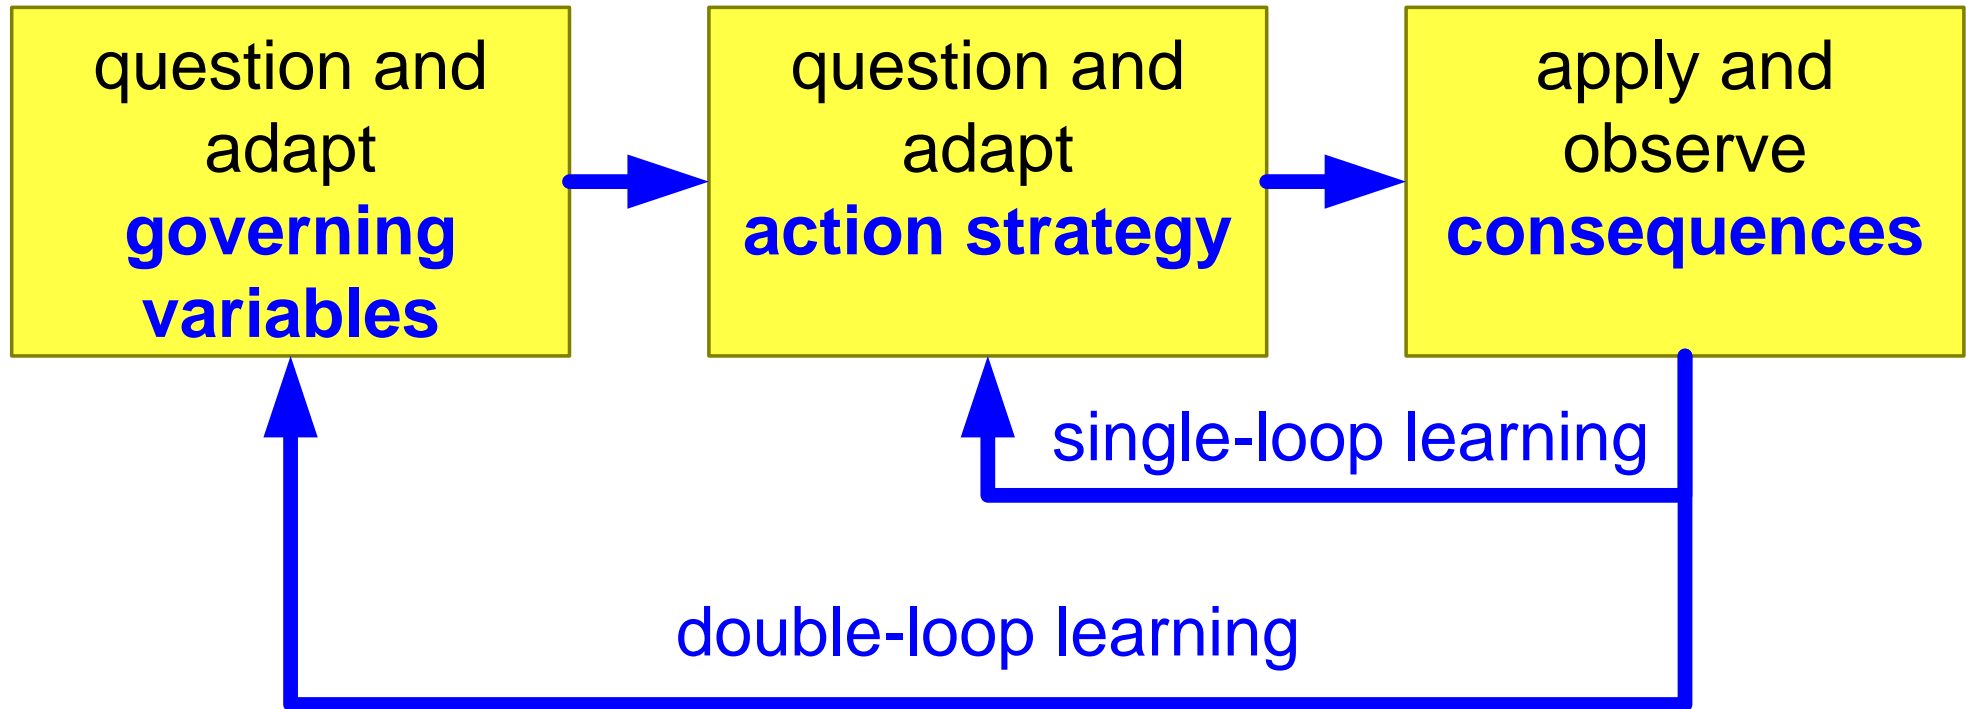 question and
adapt
governing
variables
question and
adapt
action strategy
apply and
observe
consequences
single-loop learning
double-loop learning